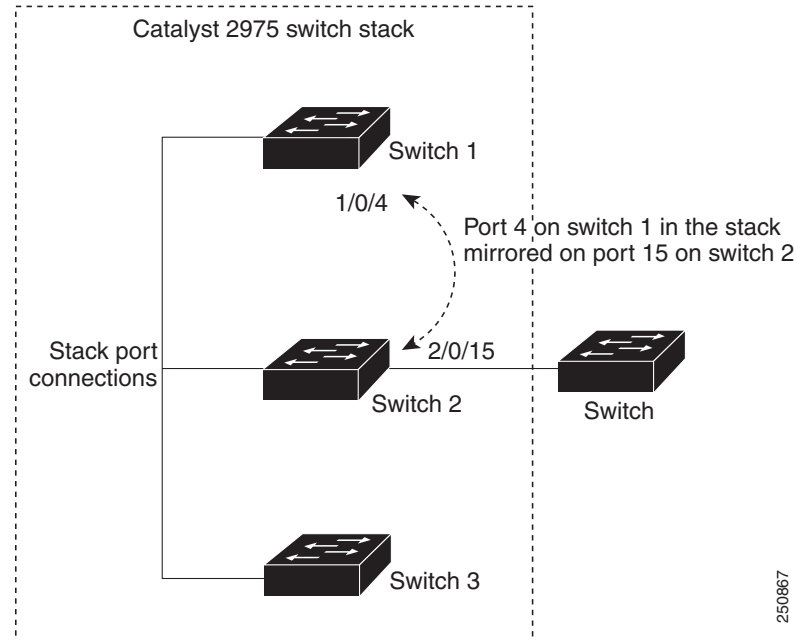 Catalyst 2975 switch stack
Switch 1
1/0/4
Port 4 on switch 1 in the stack
mirrored on port 15 on switch 2
Stack port
connections
2/0/15
Switch 2
Switch
Switch 3
250867